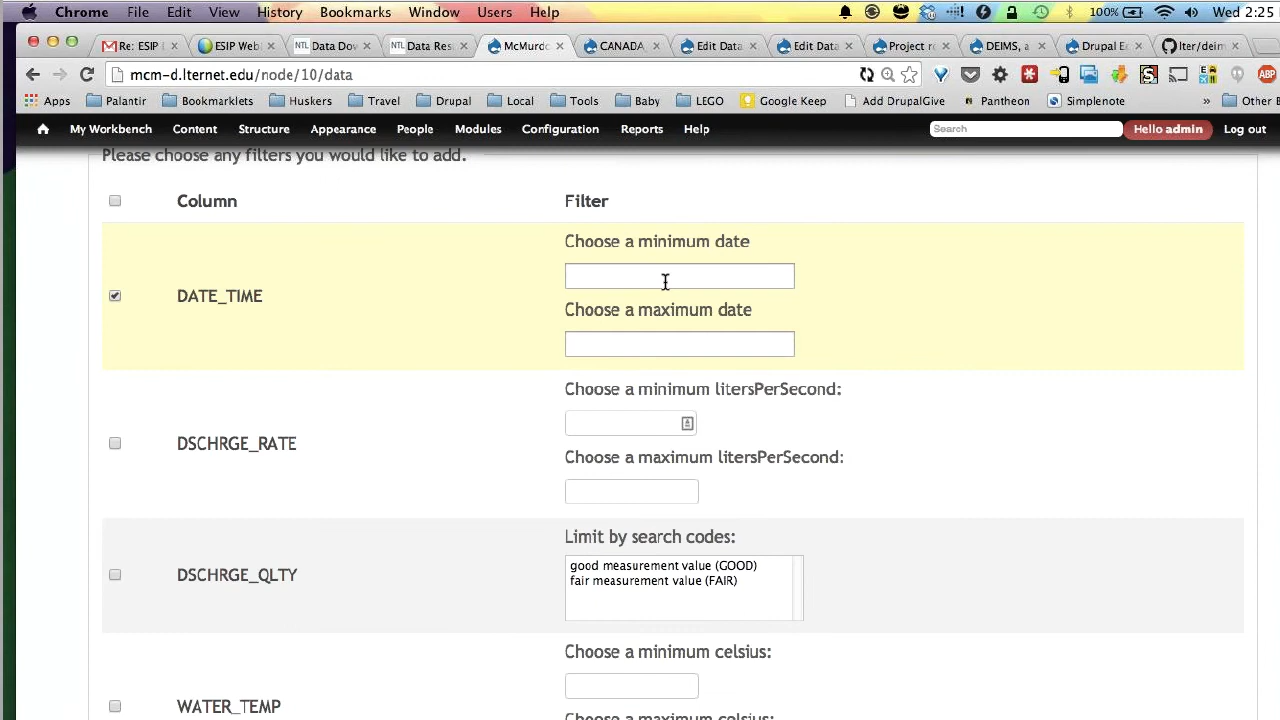 Chrome File Edit View History Bookmarks Window Users Help 100% Wed 2:25
Re: ESIP ESIP Web NTL Data Dov NTL Data Res McMurd CANADA Edit Data Edit Data Project r DEIMS, a Drupal E lter/deim
mcm-d.lternet.edu/node/10/data ABP
Apps Palantir Bookmarklets Huskers Travel Drupal Local Tools Baby LEGO Google Keep Add DrupalGive Pantheon Simplenote » Other B
My Workbench Content Structure Appearance People Modules Configuration Reports Help Search Hello admin Log out
Please choose any filters you would like to add.
Column Filter
Choose a minimum date
DATE_TIME
Choose a maximum date
Choose a minimum litersPerSecond:
DSCHRGE_RATE
Choose a maximum litersPerSecond:
Limit by search codes:
good measurement value (GOOD)
DSCHRGE_QLTY
fair measurement value (FAIR)
Choose a minimum celsius:
WATER_TEMP
Choose a maximum celsius: